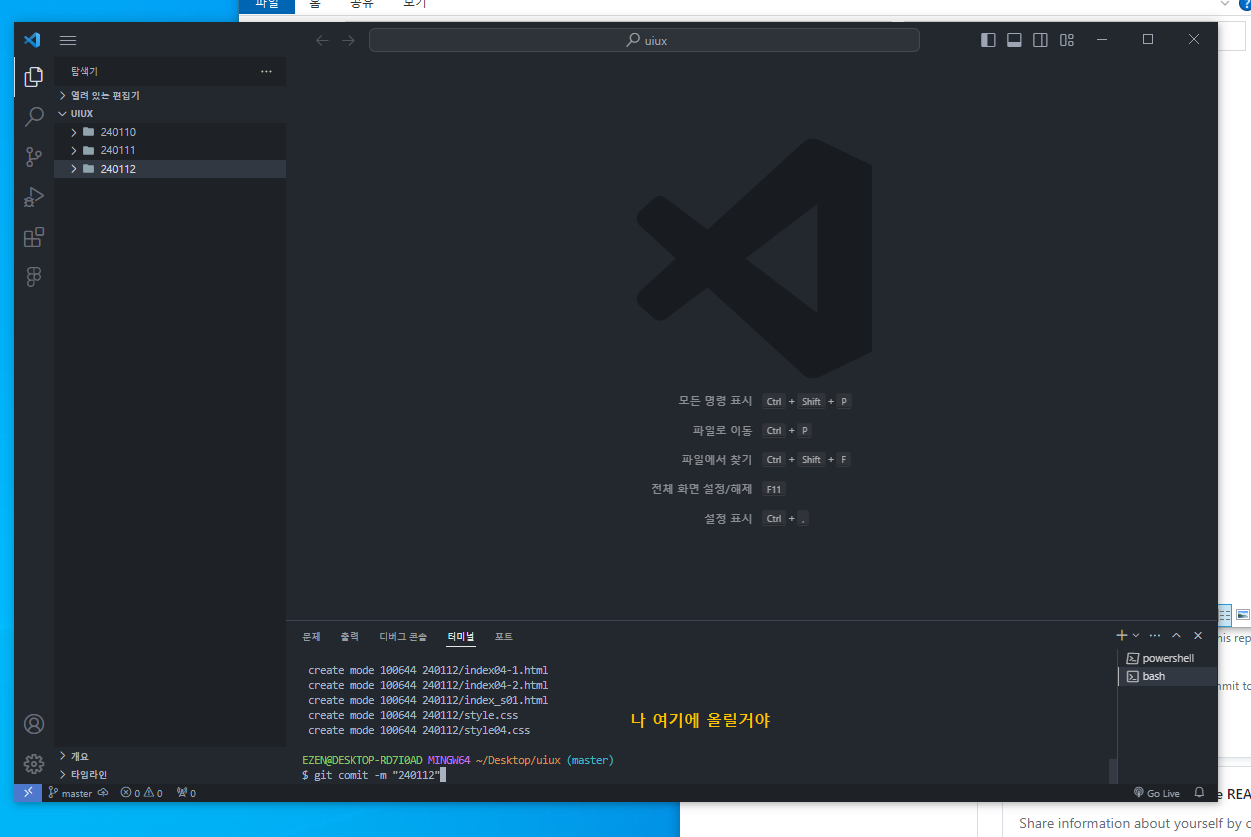 파일 홈 공유 보기
uiux
탐색기
열려 있는 편집기
UIUX
240110
240111
240112
모든 명령 표시 Ctrl + Shift + P
파일로 이동 Ctrl + P
파일에서 찾기 Ctrl + Shift + F
전체 화면 설정/해제 F11
설정 표시 Ctrl + ,
문제 출력 디버그 콘솔 터미널 포트
powershell
bash
create mode 100644 240112/index04-1.html
create mode 100644 240112/index04-2.html
create mode 100644 240112/index_s01.html
create mode 100644 240112/style.css
create mode 100644 240112/style04.css
나 여기에 올릴거야
EZEN@DESKTOP-RD7I0AD MINGW64 ~/Desktop/uiux (master)
$ git comit -m "240112"
개요
타임라인
master 0 0 0 Go Live
his rep
mmit to
e REA
Share information about yourself by c